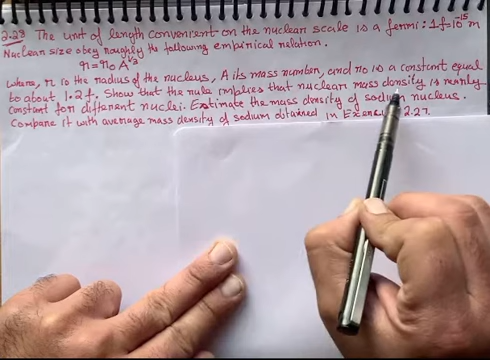 2.28 The unit of length convenient on the nuclear scale is a fermi: 1f=10⁻¹⁵m
Nuclear size obey roughly the following empirical relation.
r=r₀ A^1/3
where, r is the radius of the nucleus, A its mass number, and r₀ is a constant equal
to about 1.2f. Show that the rule implies that nuclear mass density is nearly
constant for different nuclei. Estimate the mass density of sodium nucleus.
Compare it with average mass density of sodium obtained in 2.27.